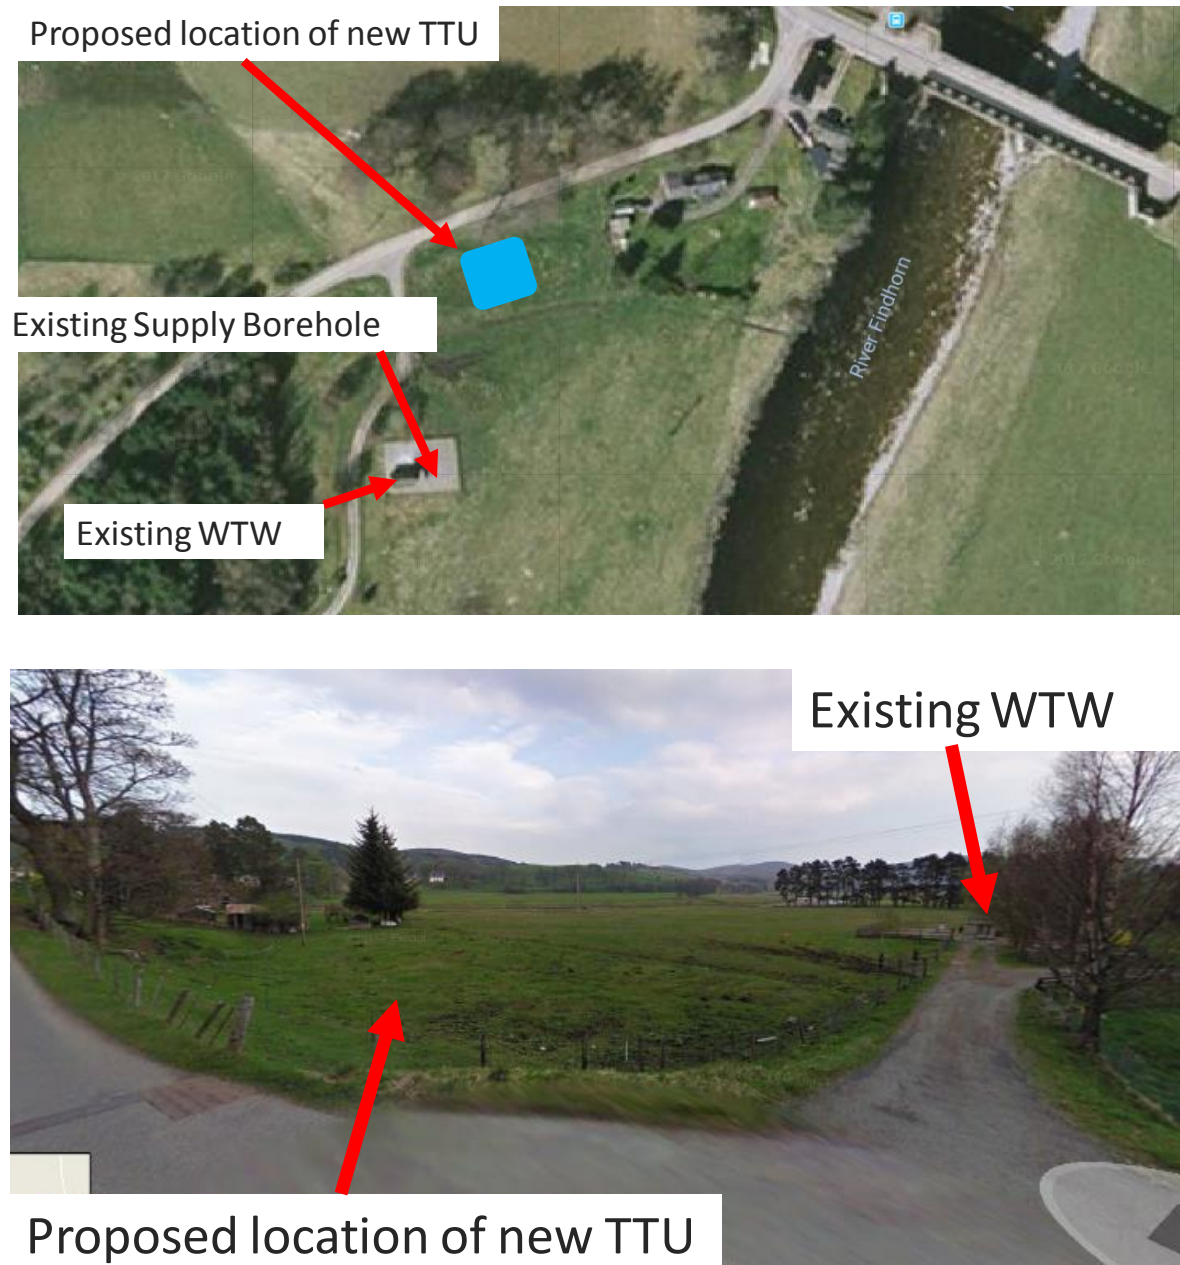 Proposed location of new TTU
Existing Supply Borehole
River Findhorn
Existing WTW
Existing WTW
Proposed location of new TTU